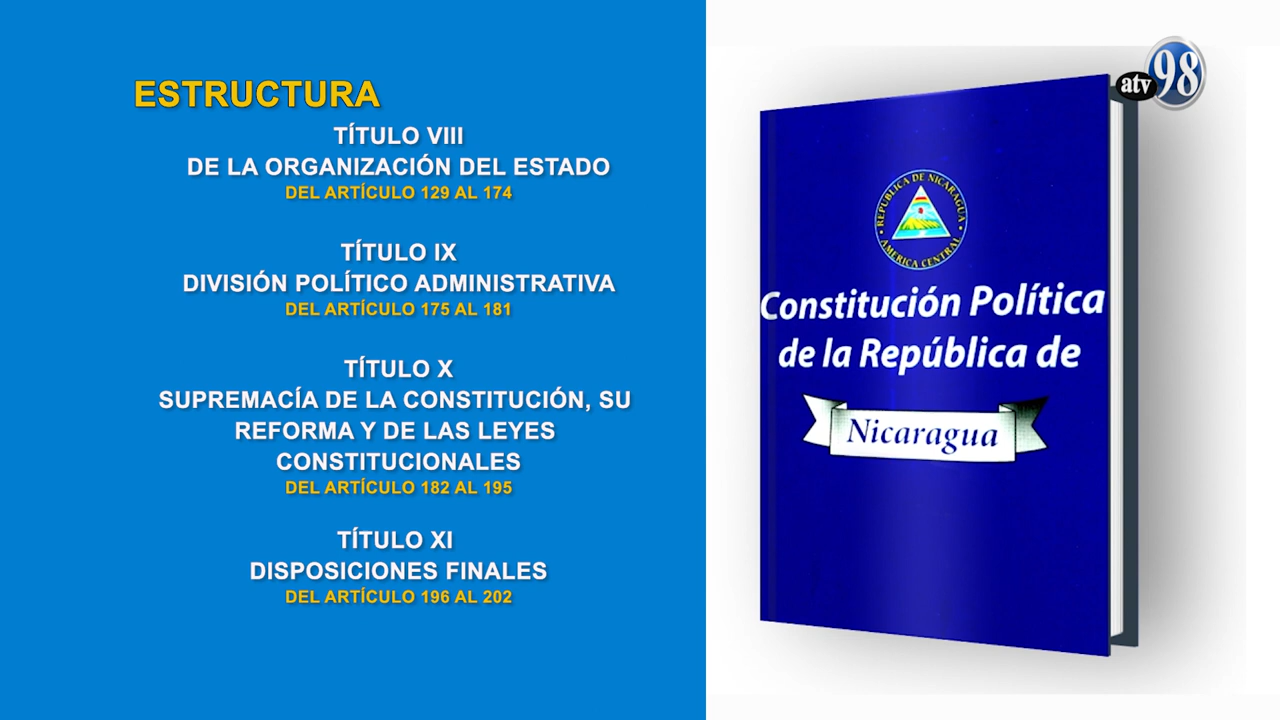 ESTRUCTURA
TÍTULO VIII
DE LA ORGANIZACIÓN DEL ESTADO
DEL ARTÍCULO 129 AL 174
TÍTULO IX
DIVISIÓN POLÍTICO ADMINISTRATIVA
DEL ARTÍCULO 175 AL 181
TÍTULO X
SUPREMACÍA DE LA CONSTITUCIÓN, SU
REFORMA Y DE LAS LEYES
CONSTITUCIONALES
DEL ARTÍCULO 182 AL 195
TÍTULO XI
DISPOSICIONES FINALES
DEL ARTÍCULO 196 AL 202
atv 98
REPUBLICA DE NICARAGUA
AMERICA CENTRAL
Constitución Política
de la República de
Nicaragua